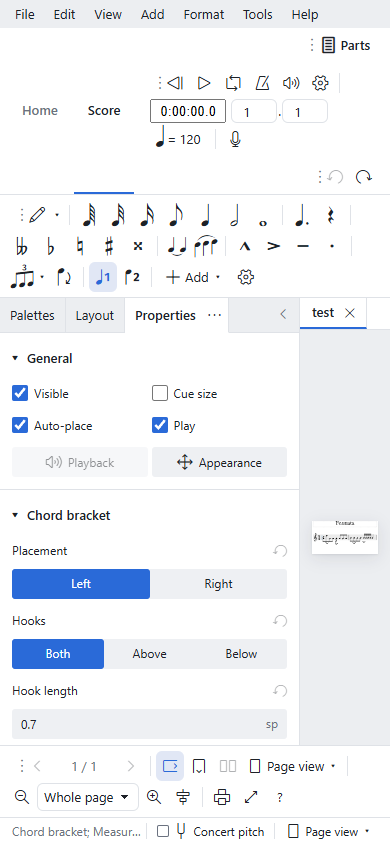 File Edit View Add Format Tools Help
Parts
Home Score 0:00:00.0 1 . 1
= 120
3 1 2 Add
Palettes Layout Properties test
General
Visible Cue size
Auto-place Play
Playback Appearance
Chord bracket
Placement
Left Right
Hooks
Both Above Below
Hook length
0.7 sp
1 / 1 Page view
Whole page ?
Chord bracket; Measur... Concert pitch Page view